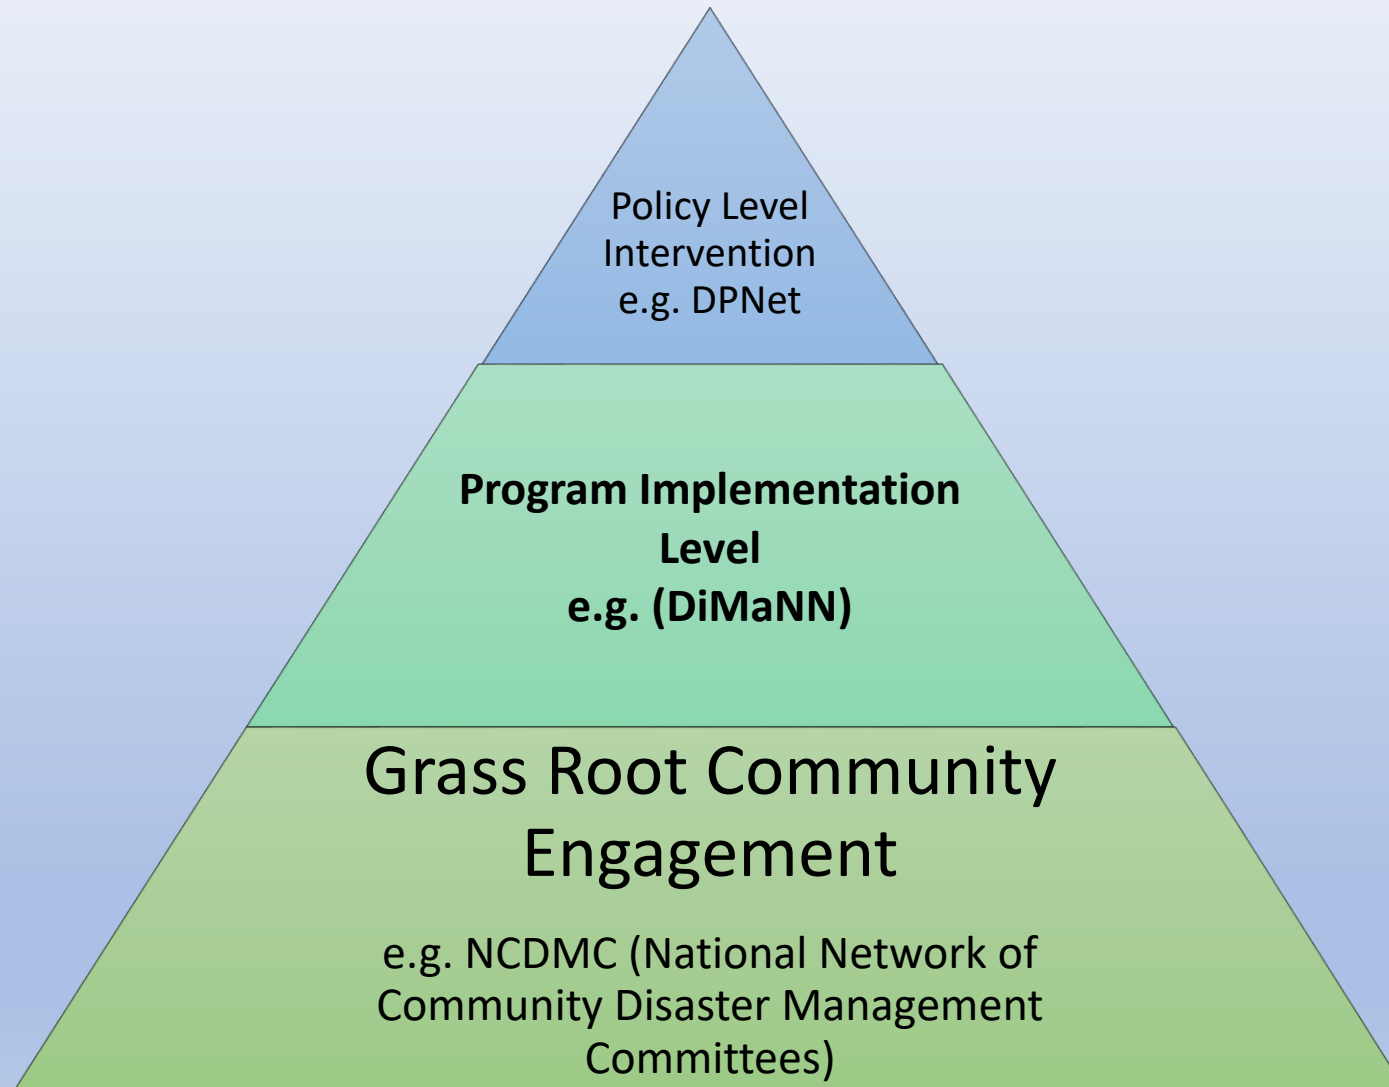 Policy Level
Intervention
e.g. DPNet
Program Implementation
Level
e.g. (DiMaNN)
Grass Root Community
Engagement
e.g. NCDMC (National Network of
Community Disaster Management
Committees)